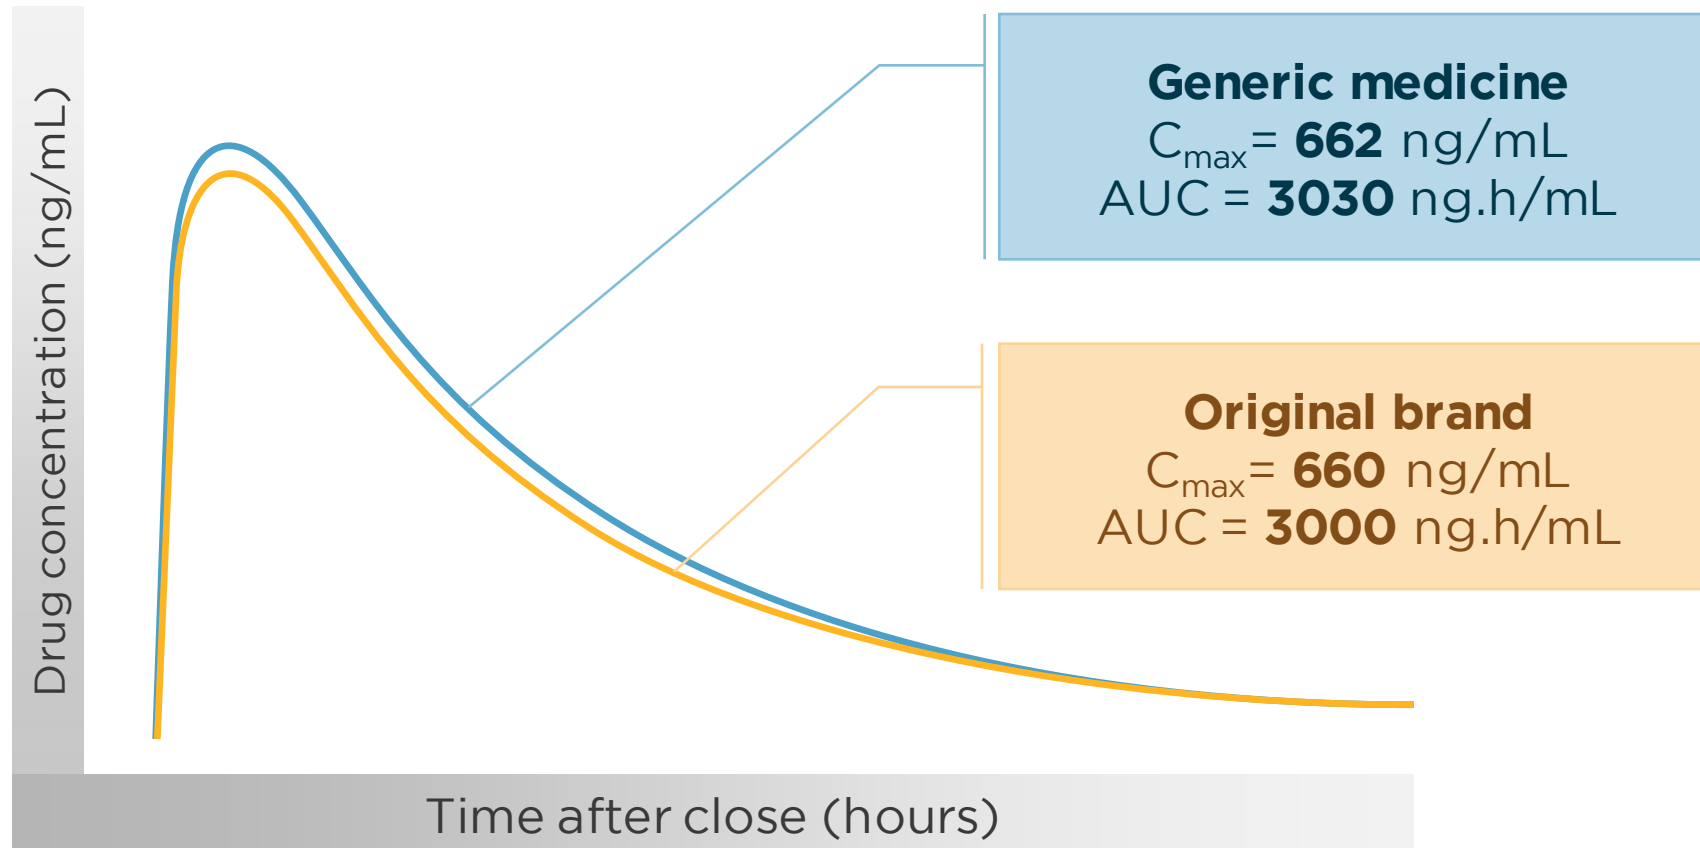 Drug concentration (ng/mL)
Generic medicine
Cmax= 662 ng/mL
AUC = 3030 ng.h/mL
Original brand
Cmax= 660 ng/mL
AUC = 3000 ng.h/mL
Time after close (hours)